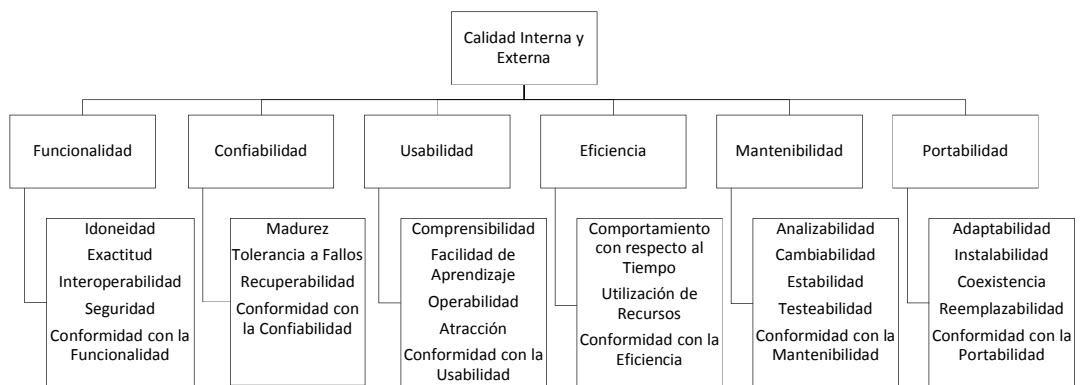 Calidad Interna y
Externa
Funcionalidad
Confiabilidad
Usabilidad
Eficiencia
Mantenibilidad
Portabilidad
Idoneidad
Exactitud
Interoperabilidad
Seguridad
Conformidad con la
Funcionalidad
Madurez
Tolerancia a Fallos
Recuperabilidad
Conformidad con
la Confiabilidad
Comprensibilidad
Facilidad de
Aprendizaje
Operabilidad
Atracción
Conformidad con la
Usabilidad
Comportamiento
con respecto al
Tiempo
Utilización de
Recursos
Conformidad con la
Eficiencia
Analizabilidad
Cambiabilidad
Estabilidad
Testeabilidad
Conformidad con la
Mantenibilidad
Adaptabilidad
Instalabilidad
Coexistencia
Reemplazabilidad
Conformidad con la
Portabilidad